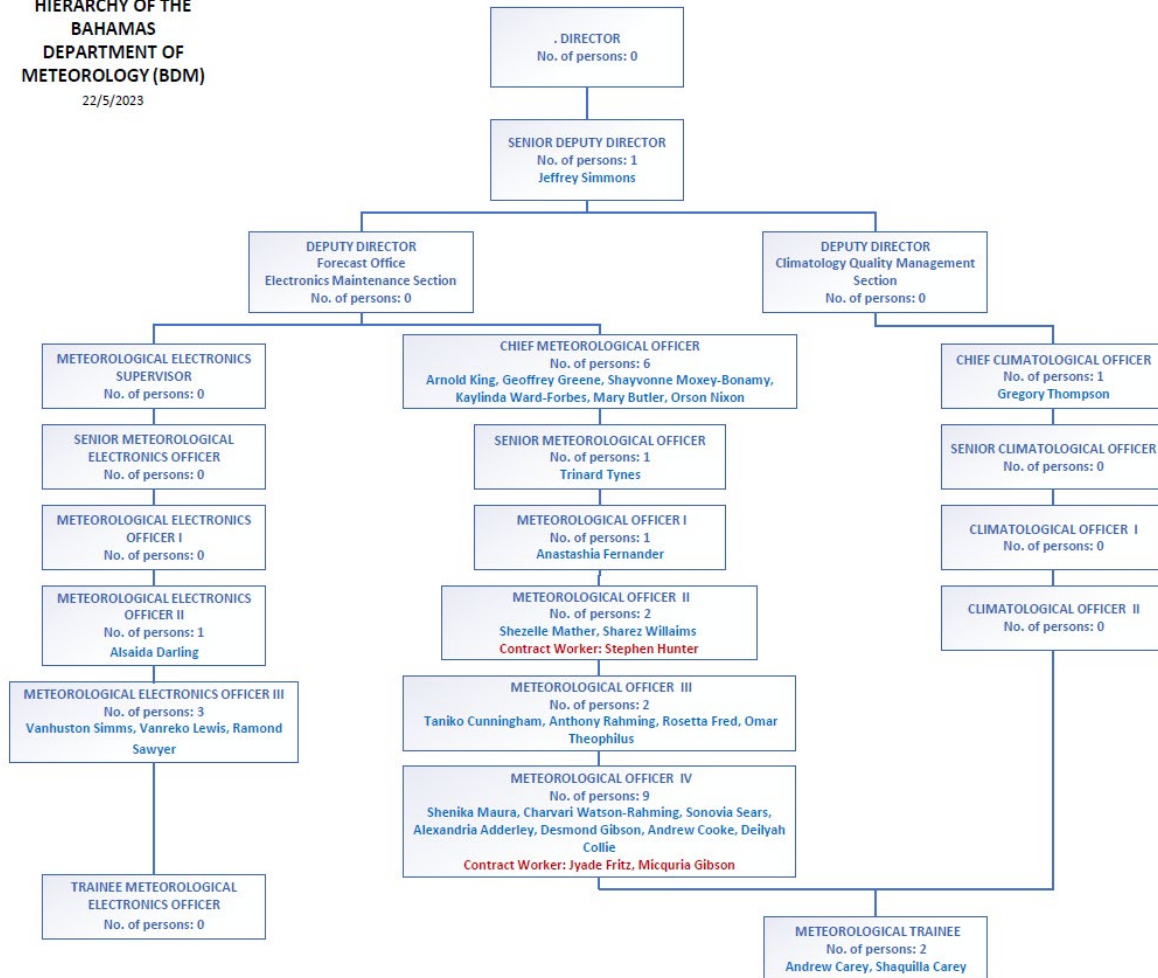 HIERARCHY OF THE
BAHAMAS
DEPARTMENT OF
METEOROLOGY (BDM)
22/5/2023
. DIRECTOR
No. of persons: 0
SENIOR DEPUTY DIRECTOR
No. of persons: 1
Jeffrey Simmons
DEPUTY DIRECTOR
Forecast Office
Electronics Maintenance Section
No. of persons: 0
DEPUTY DIRECTOR
Climatology Quality Management
Section
No. of persons: 0
METEOROLOGICAL ELECTRONICS
SUPERVISOR
No. of persons: 0
SENIOR METEOROLOGICAL
ELECTRONICS OFFICER
No. of persons: 0
METEOROLOGICAL ELECTRONICS
OFFICER I
No. of persons: 0
METEOROLOGICAL ELECTRONICS
OFFICER II
No. of persons: 1
Alsaida Darling
METEOROLOGICAL ELECTRONICS OFFICER III
No. of persons: 3
Vanhuston Simms, Vanreko Lewis, Ramond
Sawyer
TRAINEE METEOROLOGICAL
ELECTRONICS OFFICER
No. of persons: 0
CHIEF METEOROLOGICAL OFFICER
No. of persons: 6
Arnold King, Geoffrey Greene, Shayvonne Moxey-Bonamy,
Kaylinda Ward-Forbes, Mary Butler, Orson Nixon
SENIOR METEOROLOGICAL OFFICER
No. of persons: 1
Trinard Tynes
METEOROLOGICAL OFFICER I
No. of persons: 1
Anastashia Fernander
METEOROLOGICAL OFFICER II
No. of persons: 2
Shezelle Mather, Sharez Willaims
Contract Worker: Stephen Hunter
METEOROLOGICAL OFFICER III
No. of persons: 2
Taniko Cunningham, Anthony Rahming, Rosetta Fred, Omar
Theophilus
METEOROLOGICAL OFFICER IV
No. of persons: 9
Shenika Maura, Charvari Watson-Rahming, Sonovia Sears,
Alexandria Adderley, Desmond Gibson, Andrew Cooke, Deilyah
Collie
Contract Worker: Jyade Fritz, Micquria Gibson
CHIEF CLIMATOLOGICAL OFFICER
No. of persons: 1
Gregory Thompson
SENIOR CLIMATOLOGICAL OFFICER
No. of persons: 0
CLIMATOLOGICAL OFFICER I
No. of persons: 0
CLIMATOLOGICAL OFFICER II
No. of persons: 0
METEOROLOGICAL TRAINEE
No. of persons: 2
Andrew Carey, Shaquilla Carey